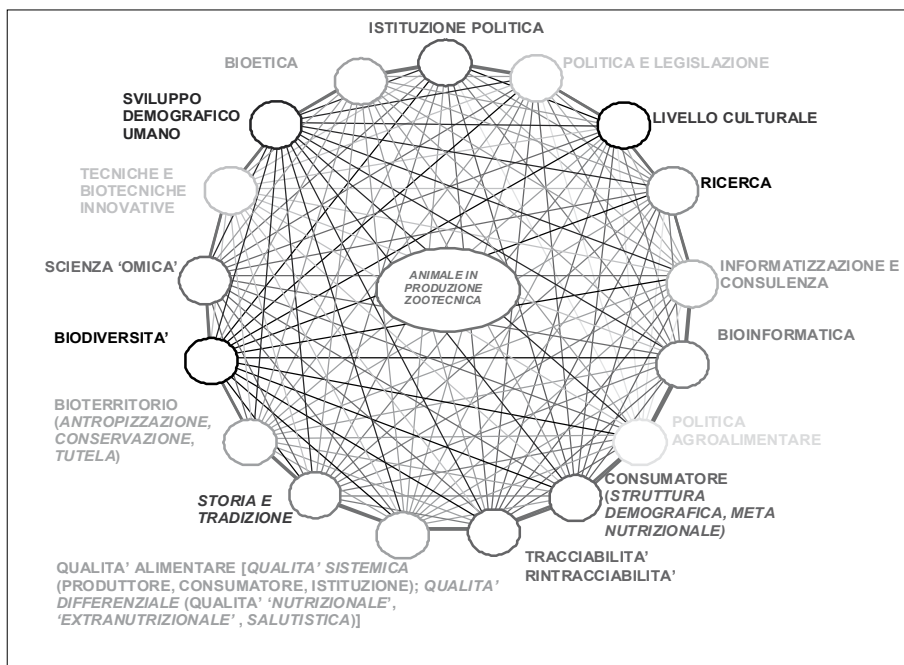 ISTITUZIONE POLITICA
BIOETICA
POLITICA E LEGISLAZIONE
SVILUPPO
DEMOGRAFICO
UMANO
LIVELLO CULTURALE
TECNICHE E
BIOTECNICHE
INNOVATIVE
RICERCA
SCIENZA ‘OMICA’
ANIMALE IN
PRODUZIONE
ZOOTECNICA
INFORMATIZZAZIONE E
CONSULENZA
BIODIVERSITA’
BIOINFORMATICA
BIOTERRITORIO
(ANTROPIZZAZIONE,
CONSERVAZIONE,
TUTELA)
POLITICA
AGROALIMENTARE
STORIA E
TRADIZIONE
CONSUMATORE
(STRUTTURA
DEMOGRAFICA, META
NUTRIZIONALE)
TRACCIABILITA’
RINTRACCIABILITA’
QUALITA’ ALIMENTARE [QUALITA’ SISTEMICA
(PRODUTTORE, CONSUMATORE, ISTITUZIONE); QUALITA’
DIFFERENZIALE (QUALITA’ ‘NUTRIZIONALE’,
‘EXTRANUTRIZIONALE’ , SALUTISTICA)]